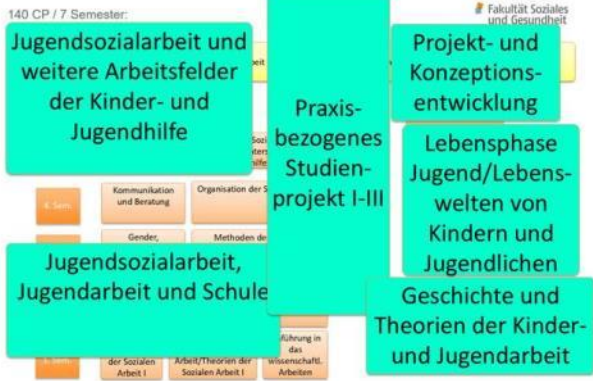 140 CP / 7 Semester:
Fakultät Soziales
und Gesundheit
Jugendsozialarbeit und
weitere Arbeitsfelder
der Kinder- und
Jugendhilfe
Praxis-
bezogenes
Studien-
projekt I-III
Projekt- und
Konzeptions-
entwicklung
Lebensphase
Jugend/Lebens-
welten von
Kindern und
Jugendlichen
Kommunikation
und Beratung
Organisation der S
Gender,
Methoden de
Jugendsozialarbeit,
Jugendarbeit und Schule
Geschichte und
Theorien der Kinder-
und Jugendarbeit
der Sozialen
Arbeit I
Arbeit/Theorien der
Sozialen Arbeit I
führung in
das
wissenschaftl.
Arbeiten